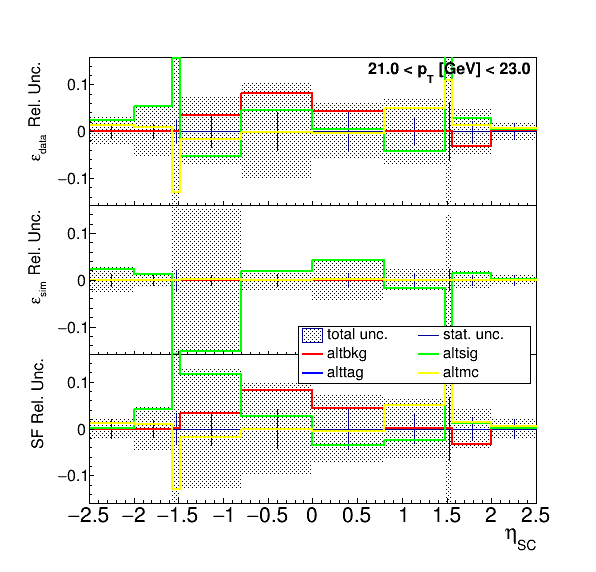 21.0 < p_T [GeV] < 23.0
ε_data Rel. Unc.
0.1
0
−0.1
ε_sim Rel. Unc.
0.1
0
−0.1
total unc. stat. unc.
altbkg altsig
alttag altmc
SF Rel. Unc.
0.1
0
−0.1
−2.5 −2 −1.5 −1 −0.5 0 0.5 1 1.5 2 2.5
η_SC